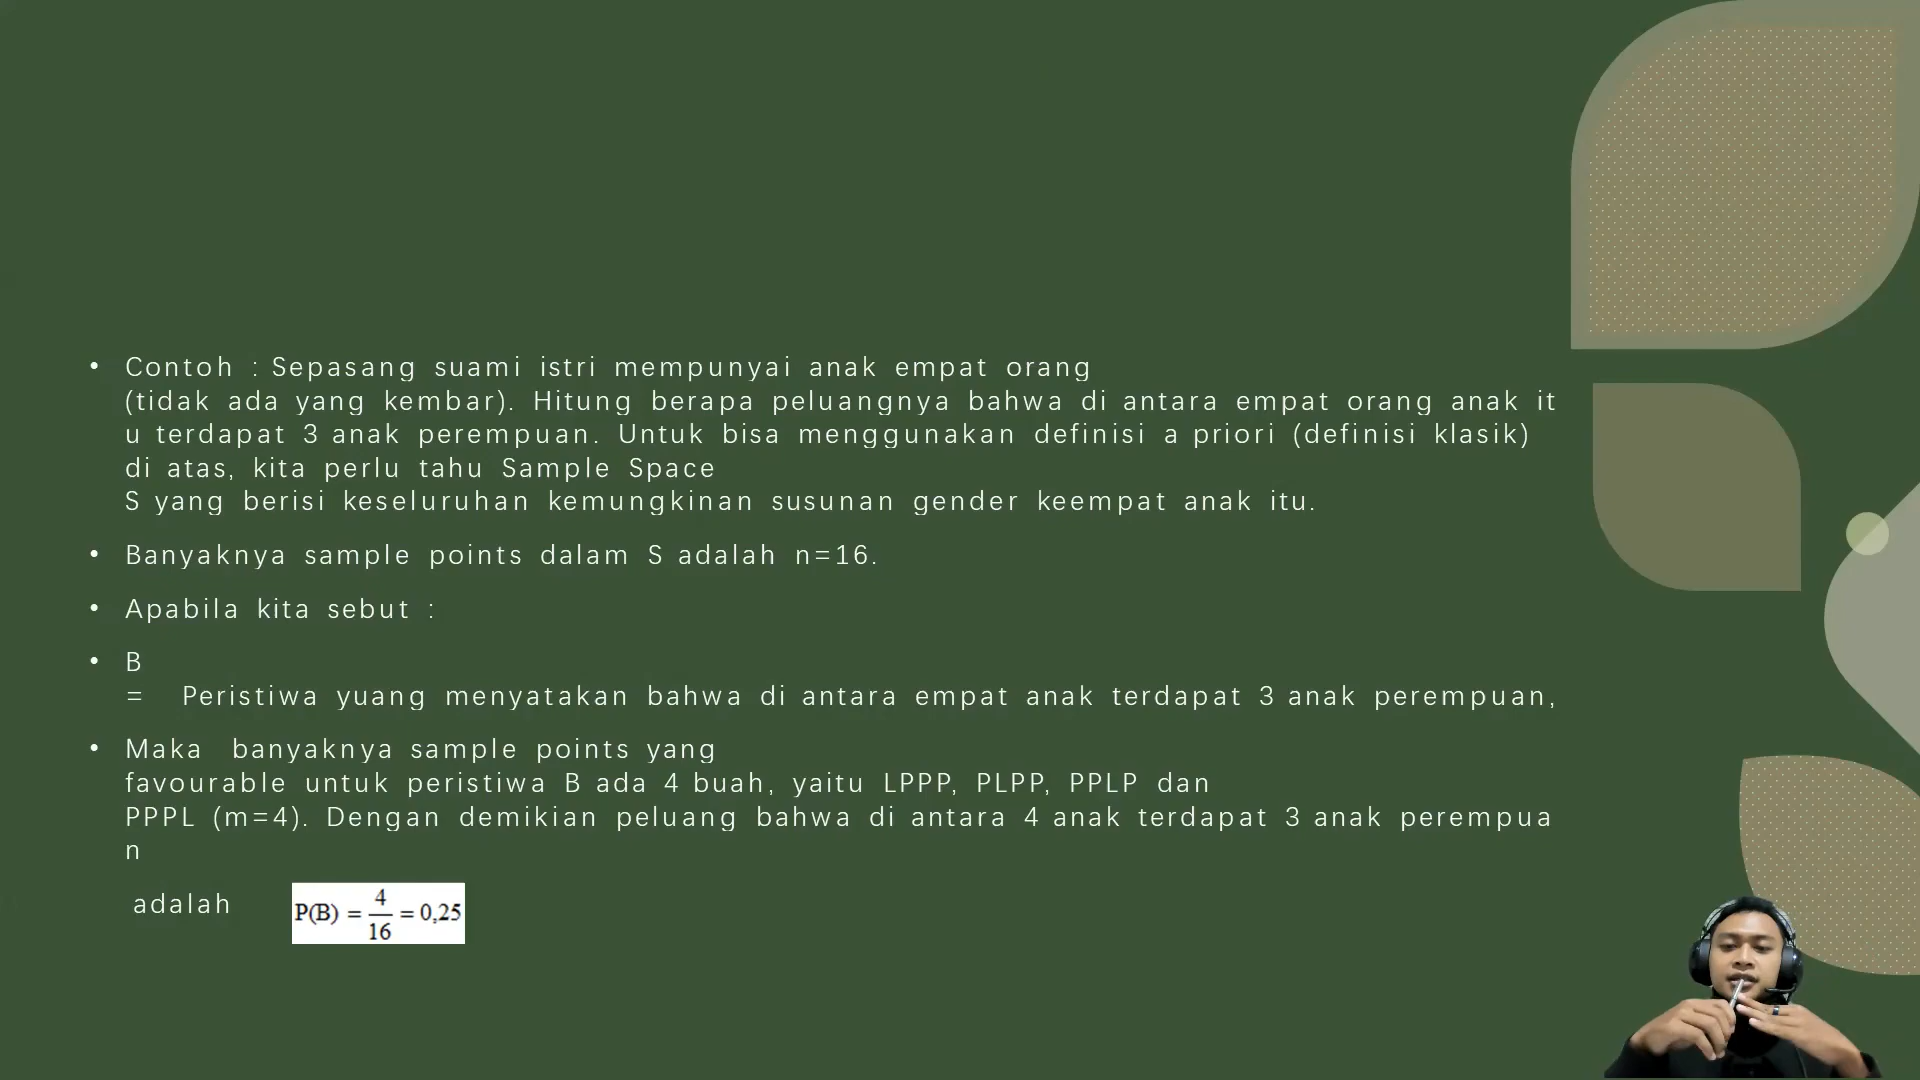 • Contoh : Sepasang suami istri mempunyai anak empat orang
(tidak ada yang kembar). Hitung berapa peluangnya bahwa di antara empat orang anak it
u terdapat 3 anak perempuan. Untuk bisa menggunakan definisi a priori (definisi klasik)
di atas, kita perlu tahu Sample Space
S yang berisi keseluruhan kemungkinan susunan gender keempat anak itu.
• Banyaknya sample points dalam S adalah n=16.
• Apabila kita sebut :
• B
= Peristiwa yuang menyatakan bahwa di antara empat anak terdapat 3 anak perempuan,
• Maka banyaknya sample points yang
favourable untuk peristiwa B ada 4 buah, yaitu LPPP, PLPP, PPLP dan
PPPL (m=4). Dengan demikian peluang bahwa di antara 4 anak terdapat 3 anak perempua
n
adalah P(B) = 4/16 = 0,25